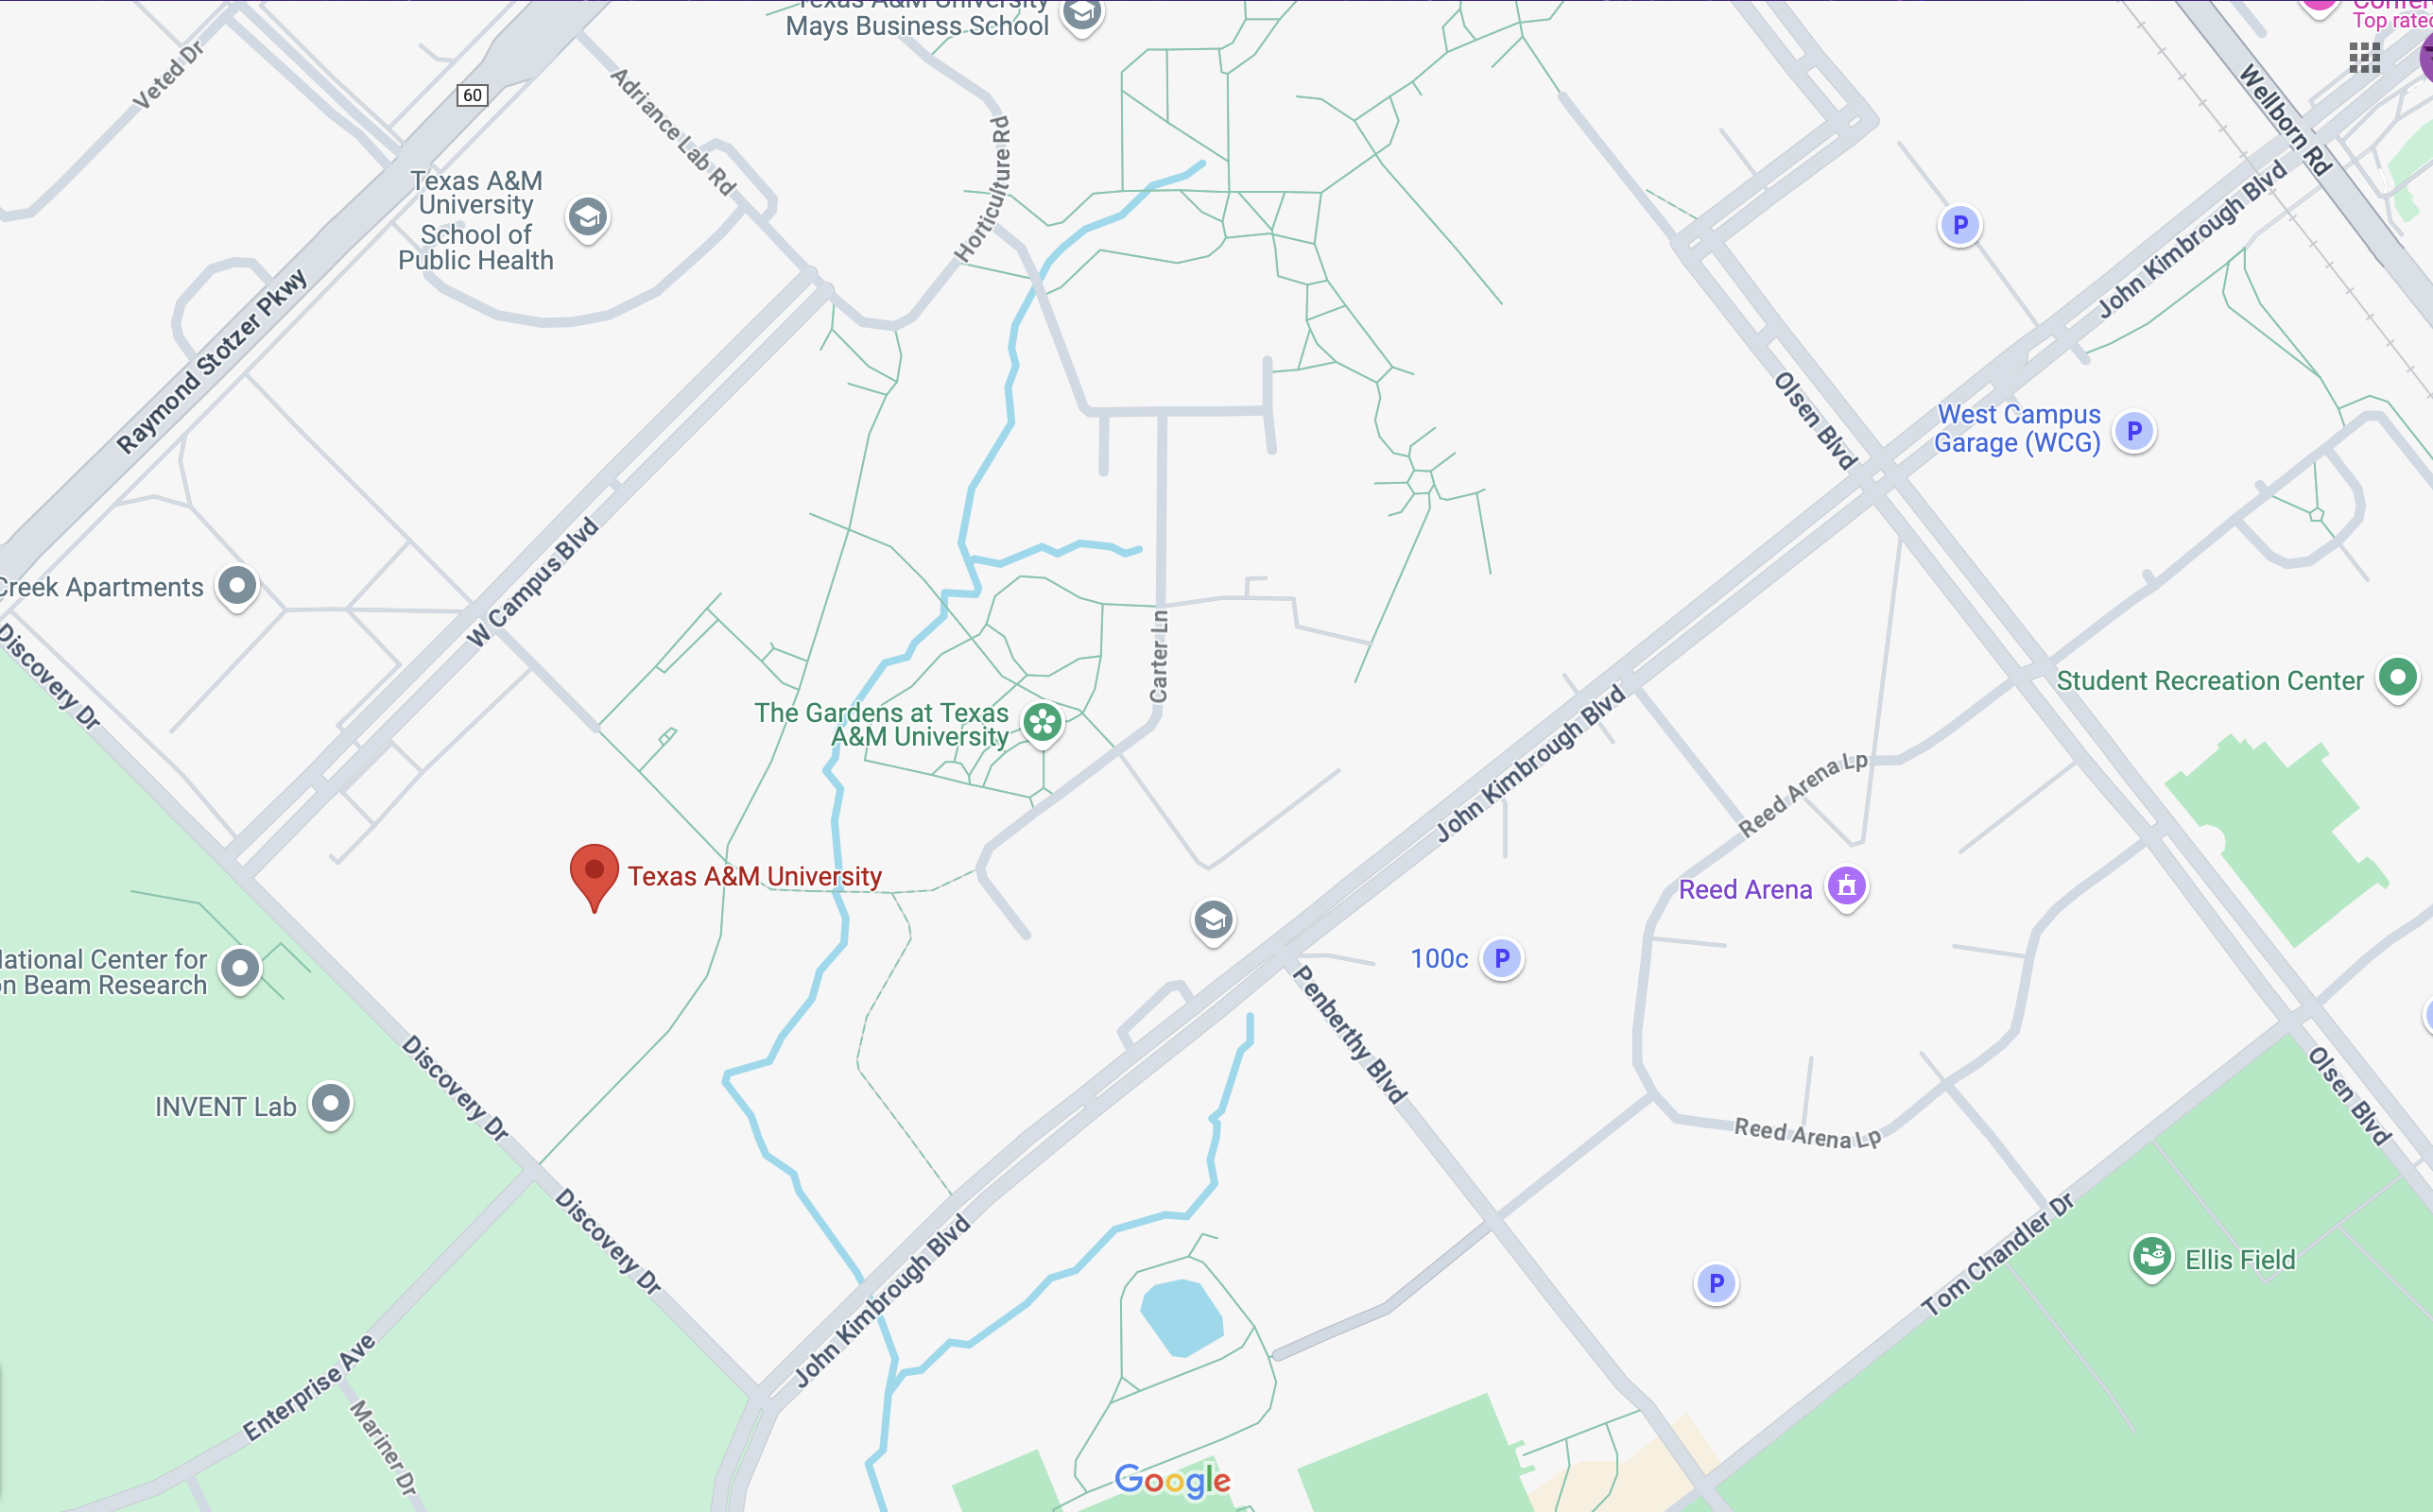 Texas A&M University
Mays Business School
Top rated
Veted Dr
60
Adriance Lab Rd
Wellborn Rd
Horticulture Rd
Texas A&M
University
School of
Public Health
P
John Kimbrough Blvd
Raymond Stotzer Pkwy
Olsen Blvd
West Campus
Garage (WCG)
P
W Campus Blvd
Creek Apartments
Discovery Dr
Carter Ln
Student Recreation Center
The Gardens at Texas
A&M University
John Kimbrough Blvd
Reed Arena Lp
Texas A&M University
Reed Arena
National Center for
on Beam Research
100c
P
Penberthy Blvd
INVENT Lab
Discovery Dr
Olsen Blvd
Reed Arena Lp
Discovery Dr
John Kimbrough Blvd
P
Tom Chandler Dr
Ellis Field
Enterprise Ave
Mariner Dr
Google